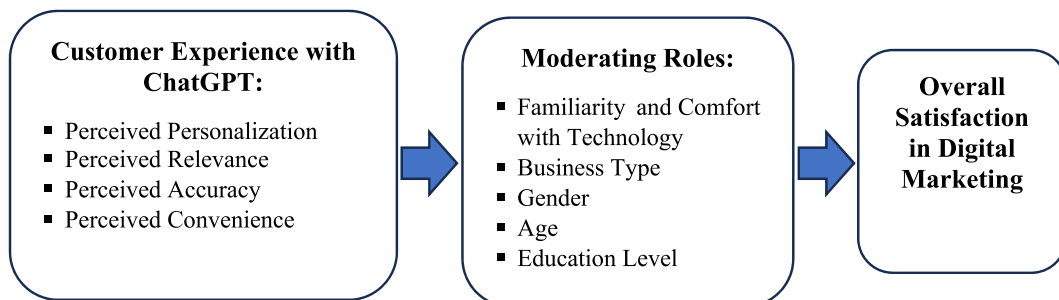 Customer Experience with
ChatGPT:
▪ Perceived Personalization
▪ Perceived Relevance
▪ Perceived Accuracy
▪ Perceived Convenience
Moderating Roles:
▪ Familiarity and Comfort
with Technology
▪ Business Type
▪ Gender
▪ Age
▪ Education Level
Overall
Satisfaction
in Digital
Marketing